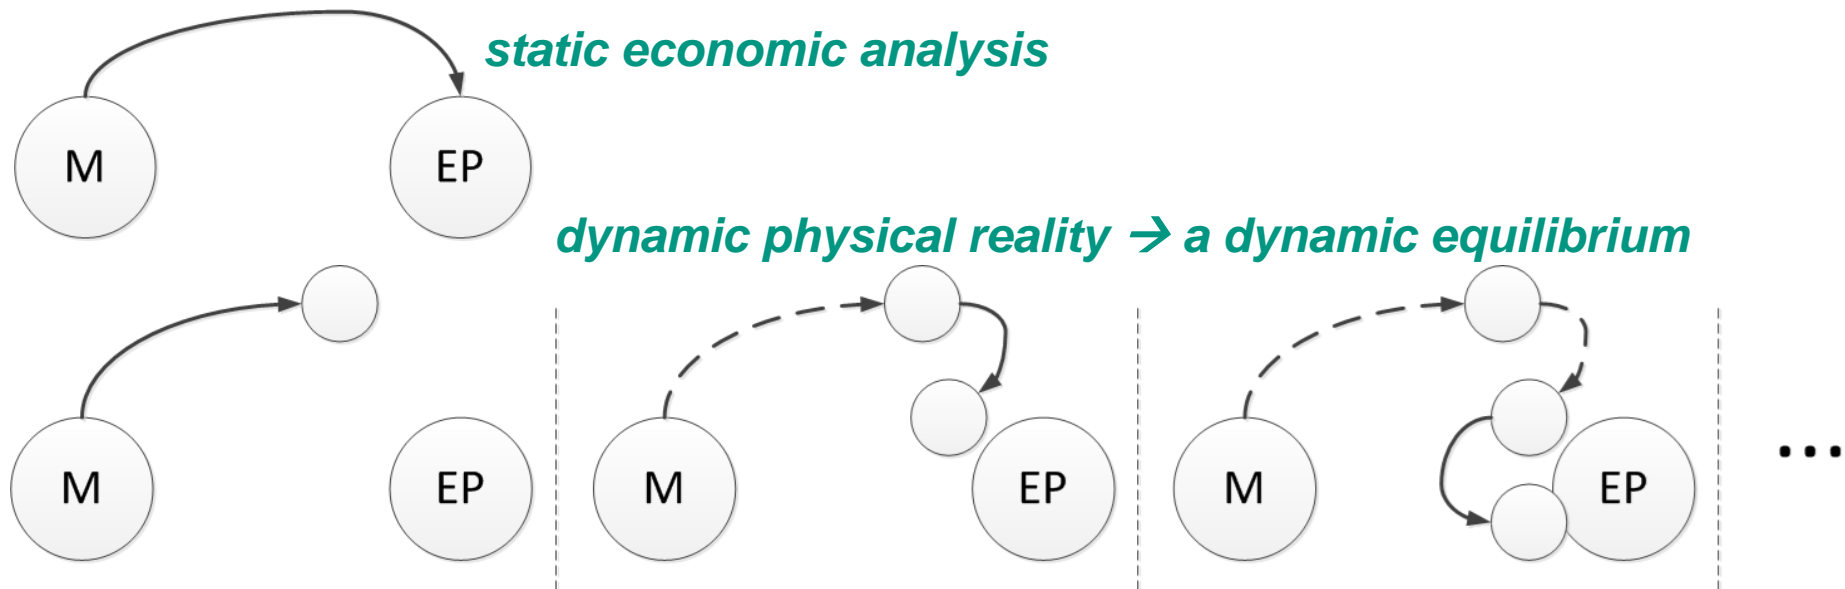 static economic analysis
M EP
dynamic physical reality → a dynamic equilibrium
M EP M EP M EP ...